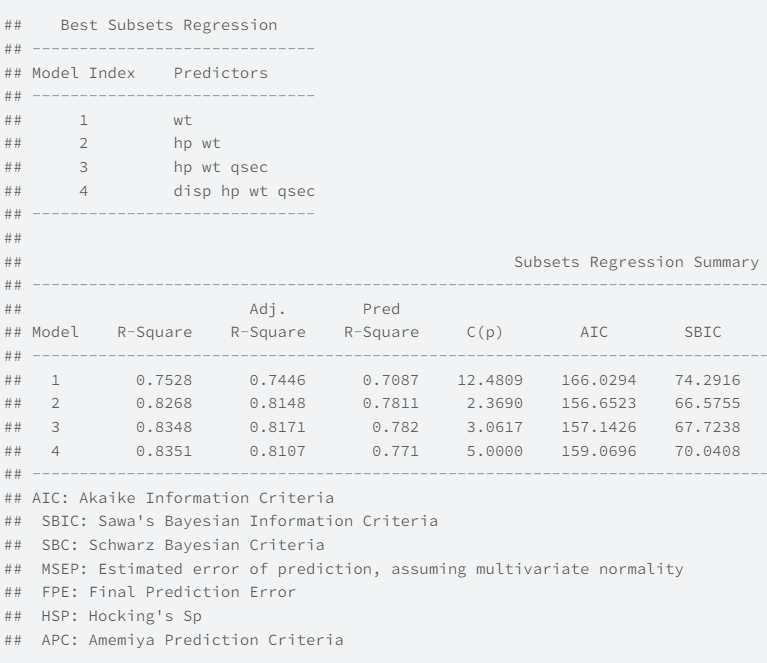 ##    Best Subsets Regression
## ------------------------------
## Model Index    Predictors
## ------------------------------
##      1         wt
##      2         hp wt
##      3         hp wt qsec
##      4         disp hp wt qsec
## ------------------------------
##
##                                                    Subsets Regression Summary
## ------------------------------------------------------------------------------
##                        Adj.        Pred
## Model    R-Square    R-Square    R-Square     C(p)        AIC        SBIC
## ------------------------------------------------------------------------------
##   1        0.7528      0.7446      0.7087    12.4809    166.0294    74.2916
##   2        0.8268      0.8148      0.7811     2.3690    156.6523    66.5755
##   3        0.8348      0.8171       0.782     3.0617    157.1426    67.7238
##   4        0.8351      0.8107       0.771     5.0000    159.0696    70.0408
## ------------------------------------------------------------------------------
## AIC: Akaike Information Criteria
##  SBIC: Sawa's Bayesian Information Criteria
##  SBC: Schwarz Bayesian Criteria
##  MSEP: Estimated error of prediction, assuming multivariate normality
##  FPE: Final Prediction Error
##  HSP: Hocking's Sp
##  APC: Amemiya Prediction Criteria